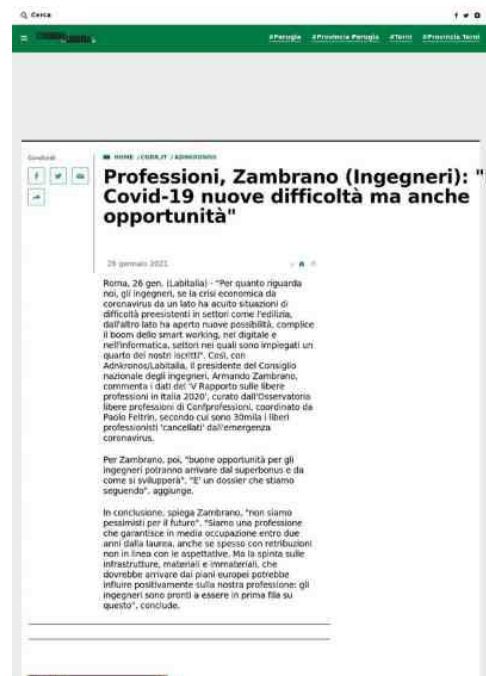 Cerca
#Perugia #Provincia Perugia #Terni #Provincia Terni
Condividi
HOME / CORR.IT / ADNKRONOS
Professioni, Zambrano (Ingegneri): "
Covid-19 nuove difficoltà ma anche
opportunità"
26 gennaio 2021
Roma, 26 gen. (Labitalia) - "Per quanto riguarda
noi, gli ingegneri, se la crisi economica da
coronavirus da un lato ha acuito situazioni di
difficoltà preesistenti in settori come l'edilizia,
dall'altro lato ha aperto nuove possibilità, complice
il boom dello smart working, nel digitale e
nell'informatica, settori nei quali sono impiegati un
quarto dei nostri iscritti". Così, con
Adnkronos/Labitalia, il presidente del Consiglio
nazionale degli ingegneri, Armando Zambrano,
commenta i dati del 'V Rapporto sulle libere
professioni in Italia 2020', curato dall'Osservatorio
libere professioni di Confprofessioni, coordinato da
Paolo Feltrin, secondo cui sono 30mila i liberi
professionisti 'cancellati' dall'emergenza
coronavirus.
Per Zambrano, poi, "buone opportunità per gli
ingegneri potranno arrivare dal superbonus e da
come si svilupperà". "E' un dossier che stiamo
seguendo", aggiunge.
In conclusione, spiega Zambrano, "non siamo
pessimisti per il futuro". "Siamo una professione
che garantisce in media occupazione entro due
anni dalla laurea, anche se spesso con retribuzioni
non in linea con le aspettative. Ma la spinta sulle
infrastrutture, materiali e immateriali, che
dovrebbe arrivare dai piani europei potrebbe
influire positivamente sulla nostra professione: gli
ingegneri sono pronti a essere in prima fila su
questo", conclude.